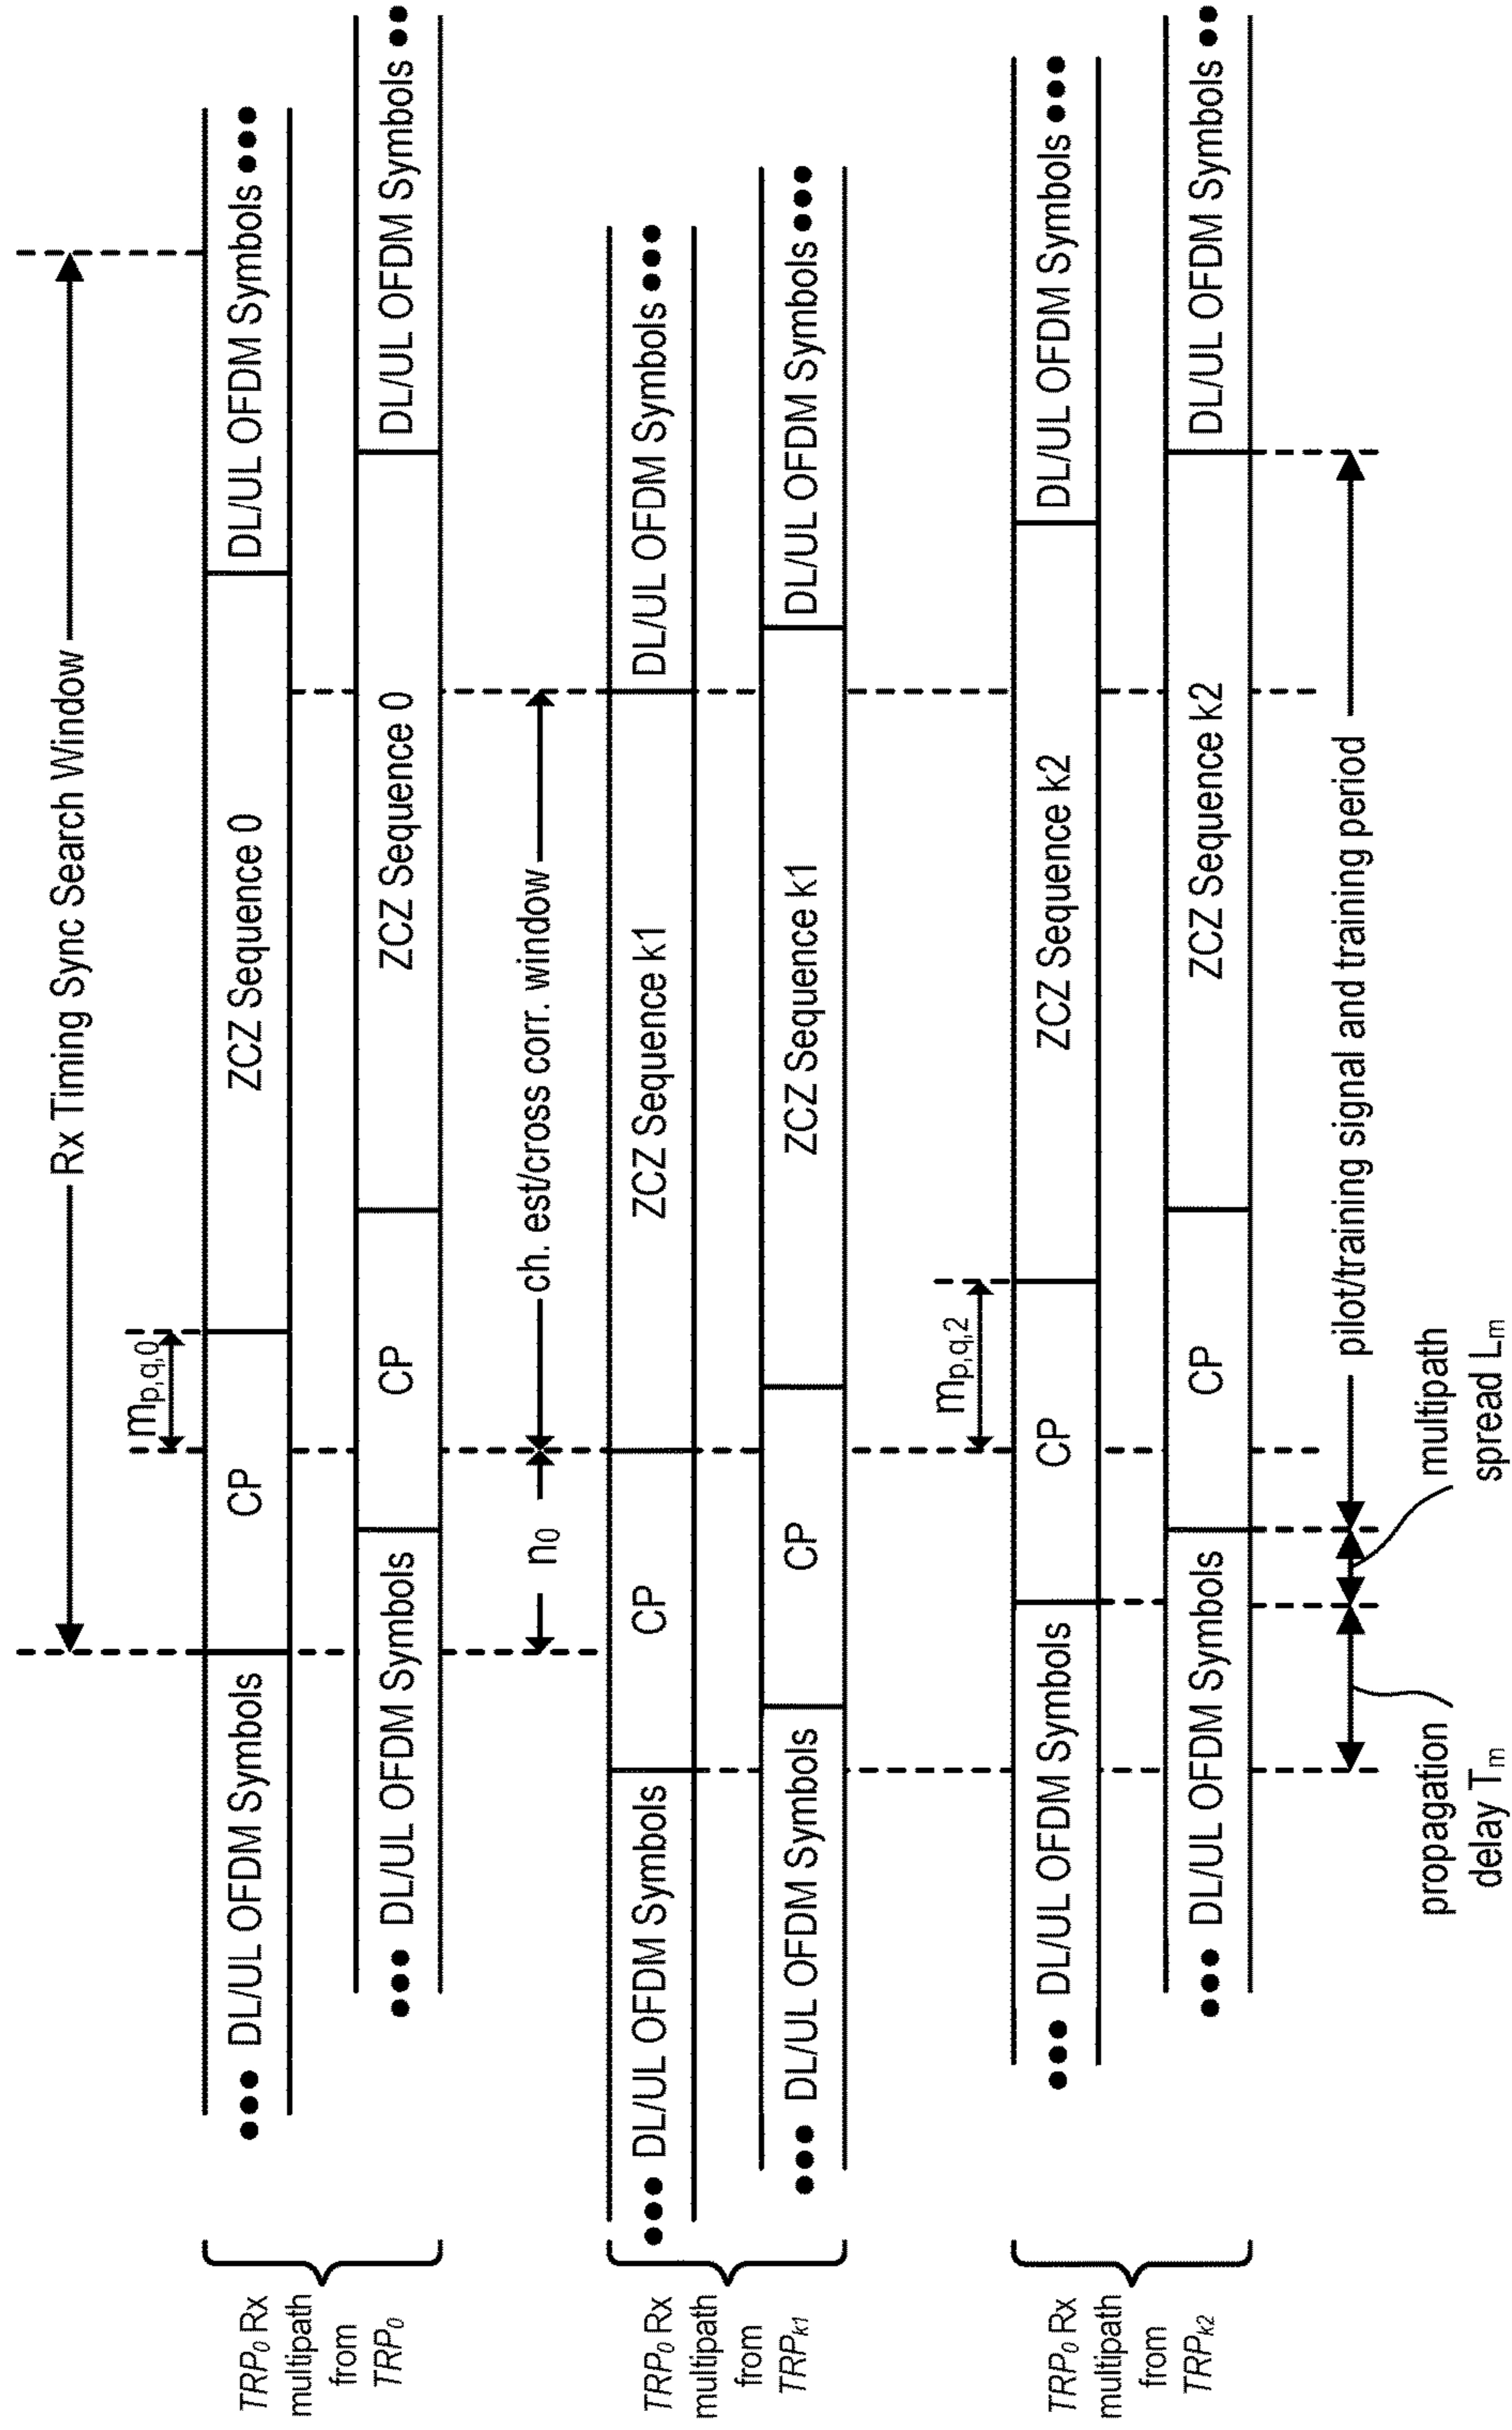 Rx Timing Sync Search Window
TRP0 Rx
multipath
from
TRP0
m p,q,0
••• DL/UL OFDM Symbols
CP
ZCZ Sequence 0
DL/UL OFDM Symbols •••
••• DL/UL OFDM Symbols
CP
ZCZ Sequence 0
DL/UL OFDM Symbols ••
n0
ch. est/cross corr. window
TRP0 Rx
multipath
from
TRPk1
••• DL/UL OFDM Symbols
CP
ZCZ Sequence k1
DL/UL OFDM Symbols •••
••• DL/UL OFDM Symbols
CP
ZCZ Sequence k1
DL/UL OFDM Symbols •••
m p,q,2
TRP0 Rx
multipath
from
TRPk2
••• DL/UL OFDM Symbols
CP
ZCZ Sequence k2
DL/UL OFDM Symbols •••
••• DL/UL OFDM Symbols
CP
ZCZ Sequence k2
DL/UL OFDM Symbols ••
pilot/training signal and training period
propagation
delay Tm
multipath
spread Lm